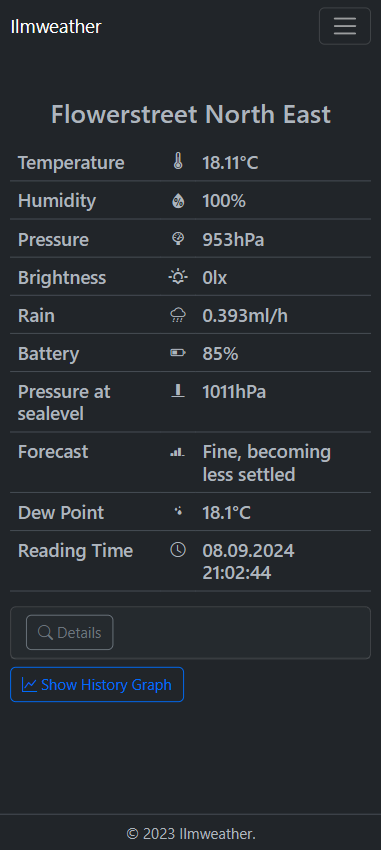 Ilmweather
Flowerstreet North East
Temperature 18.11°C
Humidity 100%
Pressure 953hPa
Brightness 0lx
Rain 0.393ml/h
Battery 85%
Pressure at 1011hPa
sealevel
Forecast Fine, becoming
less settled
Dew Point 18.1°C
Reading Time 08.09.2024
21:02:44
Details
Show History Graph
© 2023 Ilmweather.